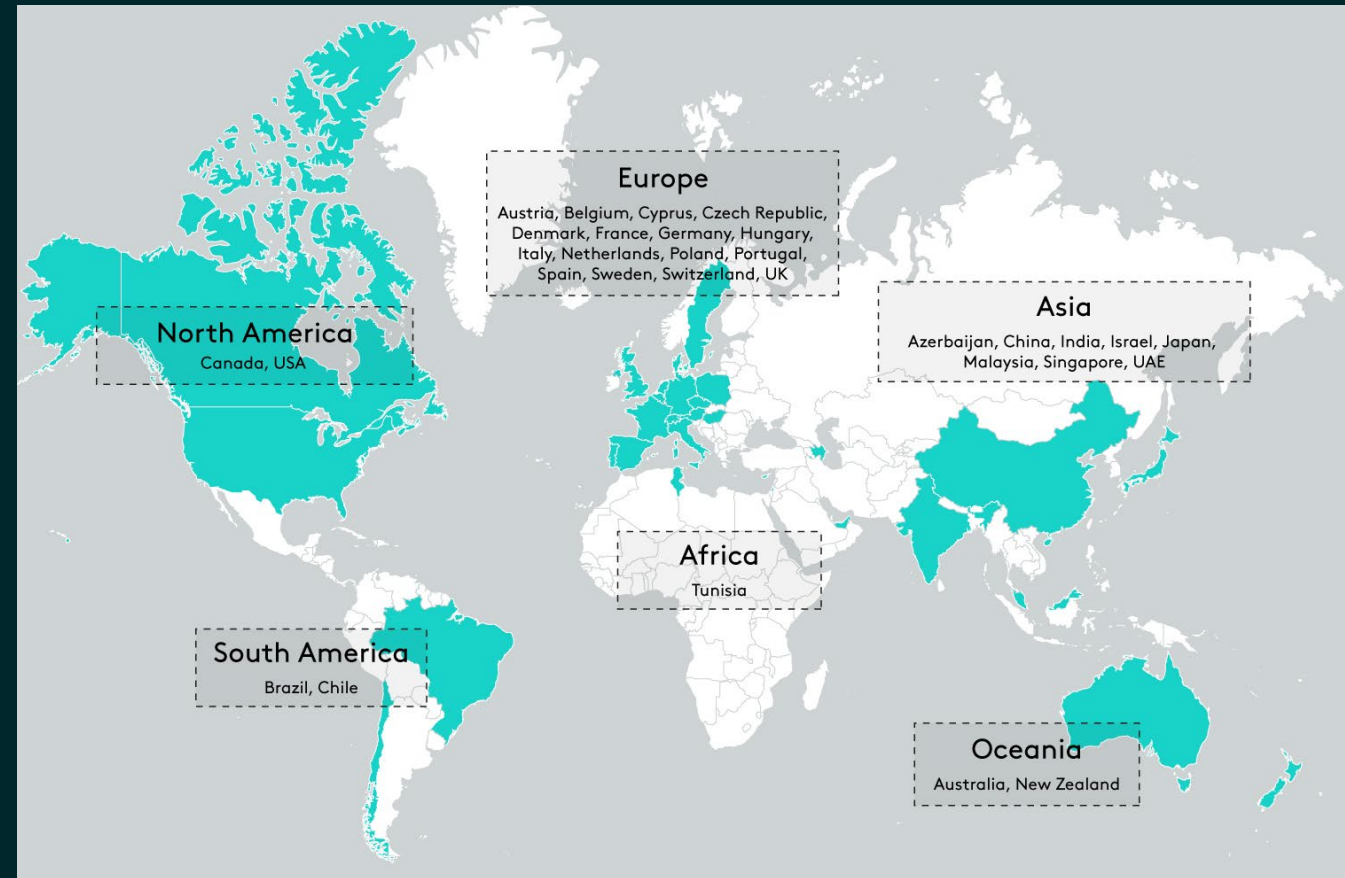 Europe
Austria, Belgium, Cyprus, Czech Republic,
Denmark, France, Germany, Hungary,
Italy, Netherlands, Poland, Portugal,
Spain, Sweden, Switzerland, UK
Asia
Azerbaijan, China, India, Israel, Japan,
Malaysia, Singapore, UAE
North America
Canada, USA
Africa
Tunisia
South America
Brazil, Chile
Oceania
Australia, New Zealand